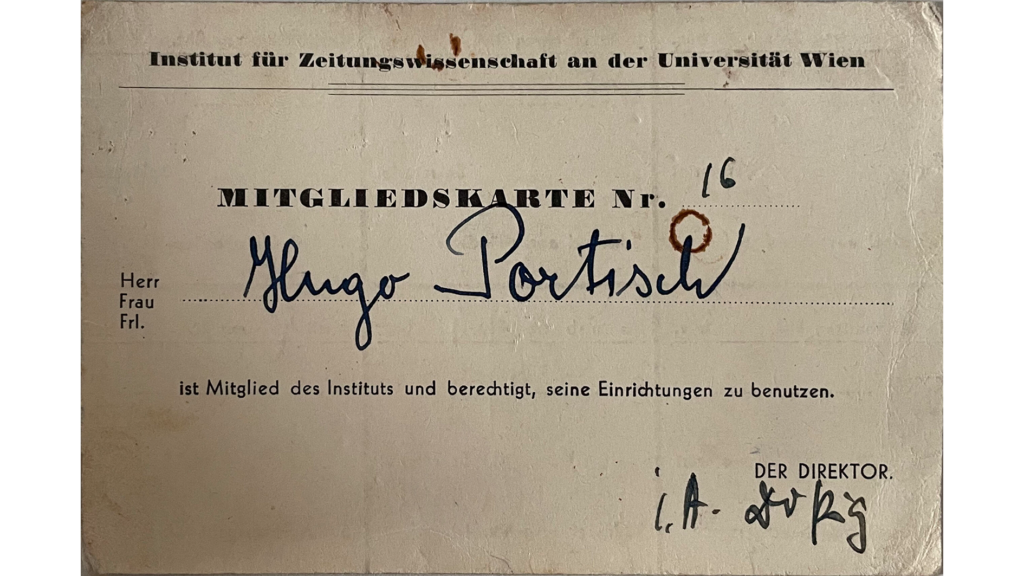 Institut für Zeitungswissenschaft an der Universität Wien
MITGLIEDSKARTE Nr. 16
Herr
Frau
Frl.
Hugo Portisch
ist Mitglied des Instituts und berechtigt, seine Einrichtungen zu benutzen.
DER DIREKTOR.
i. A.